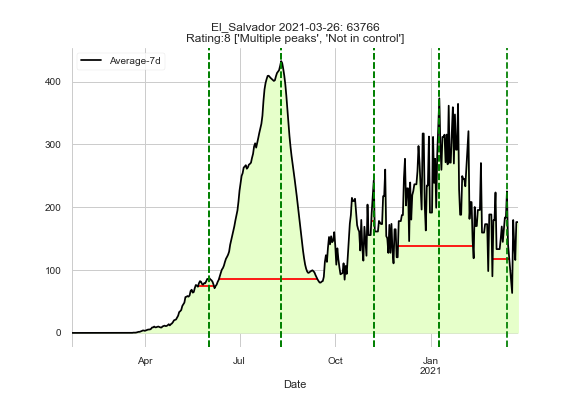 El_Salvador 2021-03-26: 63766
Rating:8 ['Multiple peaks', 'Not in control']
Average-7d
400
300
200
100
0
Apr
Jul
Oct
Jan
2021
Date